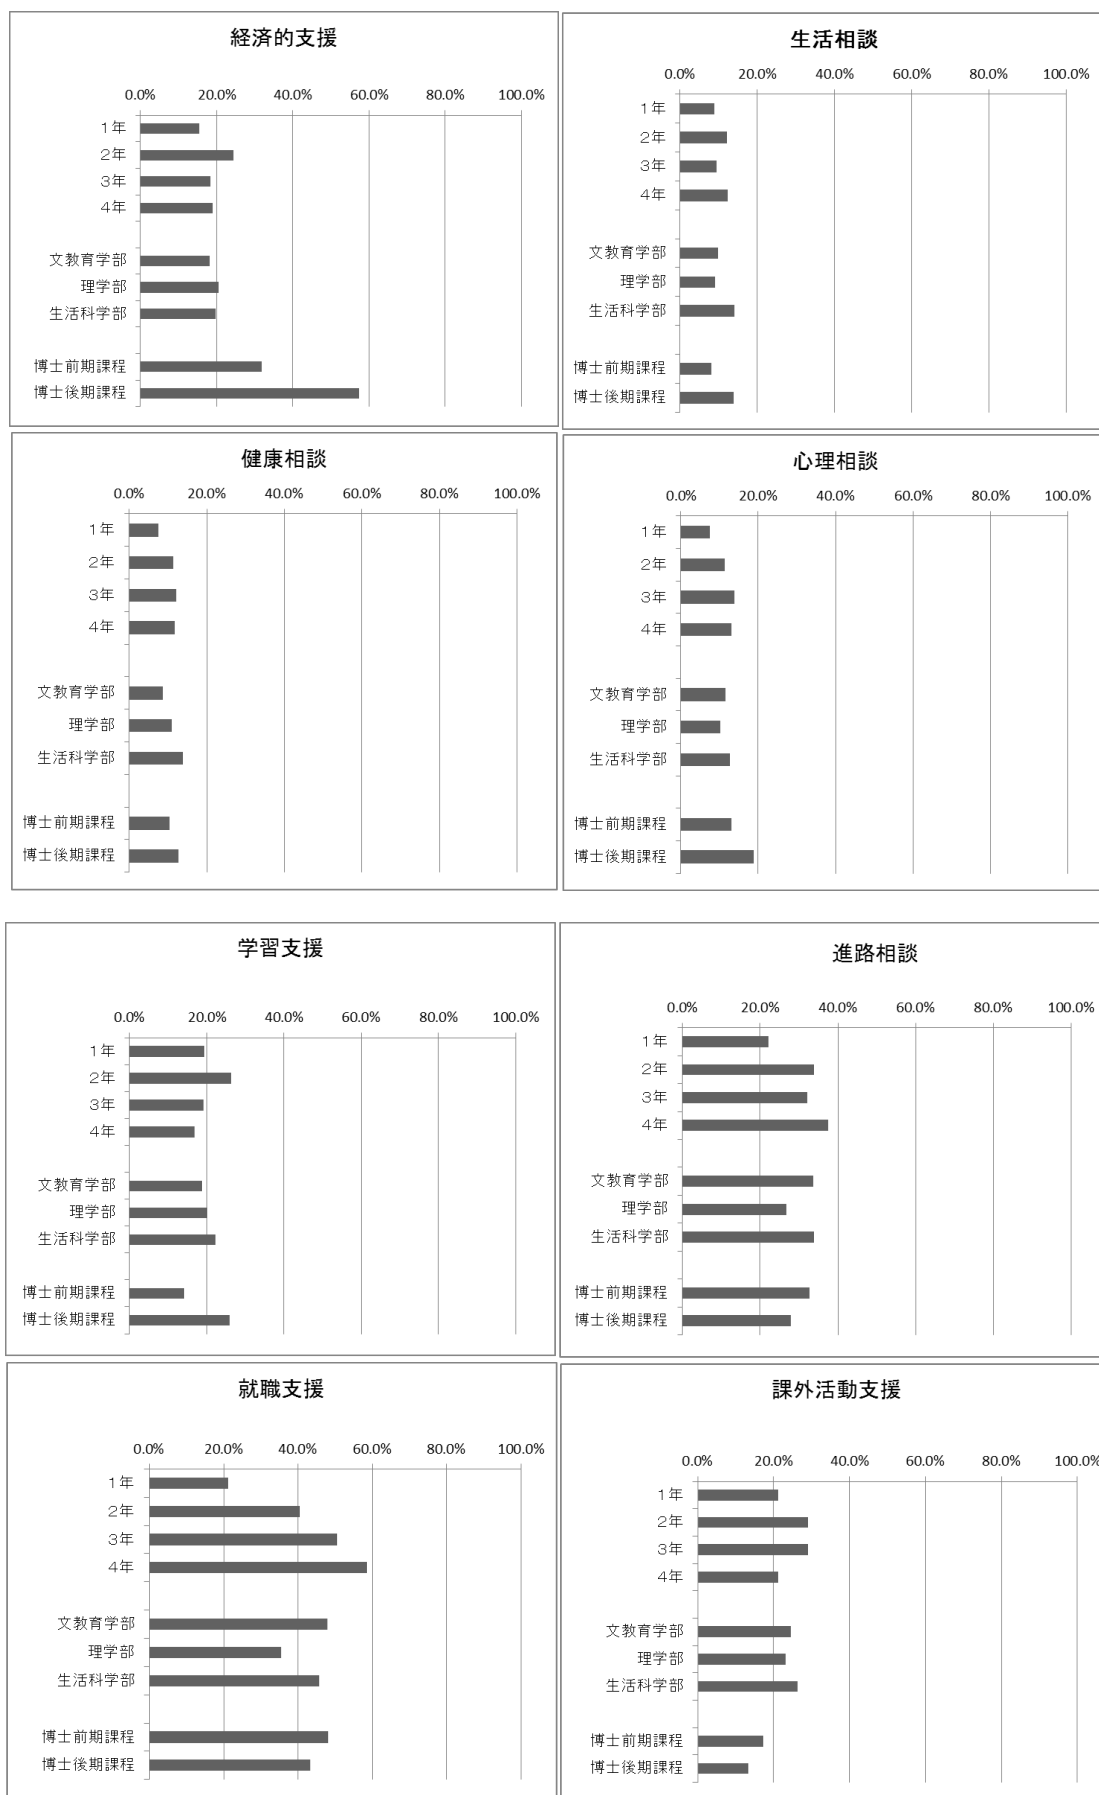 経済的支援
0.0% 20.0% 40.0% 60.0% 80.0% 100.0%
1年
2年
3年
4年
文教育学部
理学部
生活科学部
博士前期課程
博士後期課程
生活相談
0.0% 20.0% 40.0% 60.0% 80.0% 100.0%
1年
2年
3年
4年
文教育学部
理学部
生活科学部
博士前期課程
博士後期課程
健康相談
0.0% 20.0% 40.0% 60.0% 80.0% 100.0%
1年
2年
3年
4年
文教育学部
理学部
生活科学部
博士前期課程
博士後期課程
心理相談
0.0% 20.0% 40.0% 60.0% 80.0% 100.0%
1年
2年
3年
4年
文教育学部
理学部
生活科学部
博士前期課程
博士後期課程
学習支援
0.0% 20.0% 40.0% 60.0% 80.0% 100.0%
1年
2年
3年
4年
文教育学部
理学部
生活科学部
博士前期課程
博士後期課程
進路相談
0.0% 20.0% 40.0% 60.0% 80.0% 100.0%
1年
2年
3年
4年
文教育学部
理学部
生活科学部
博士前期課程
博士後期課程
就職支援
0.0% 20.0% 40.0% 60.0% 80.0% 100.0%
1年
2年
3年
4年
文教育学部
理学部
生活科学部
博士前期課程
博士後期課程
課外活動支援
0.0% 20.0% 40.0% 60.0% 80.0% 100.0%
1年
2年
3年
4年
文教育学部
理学部
生活科学部
博士前期課程
博士後期課程